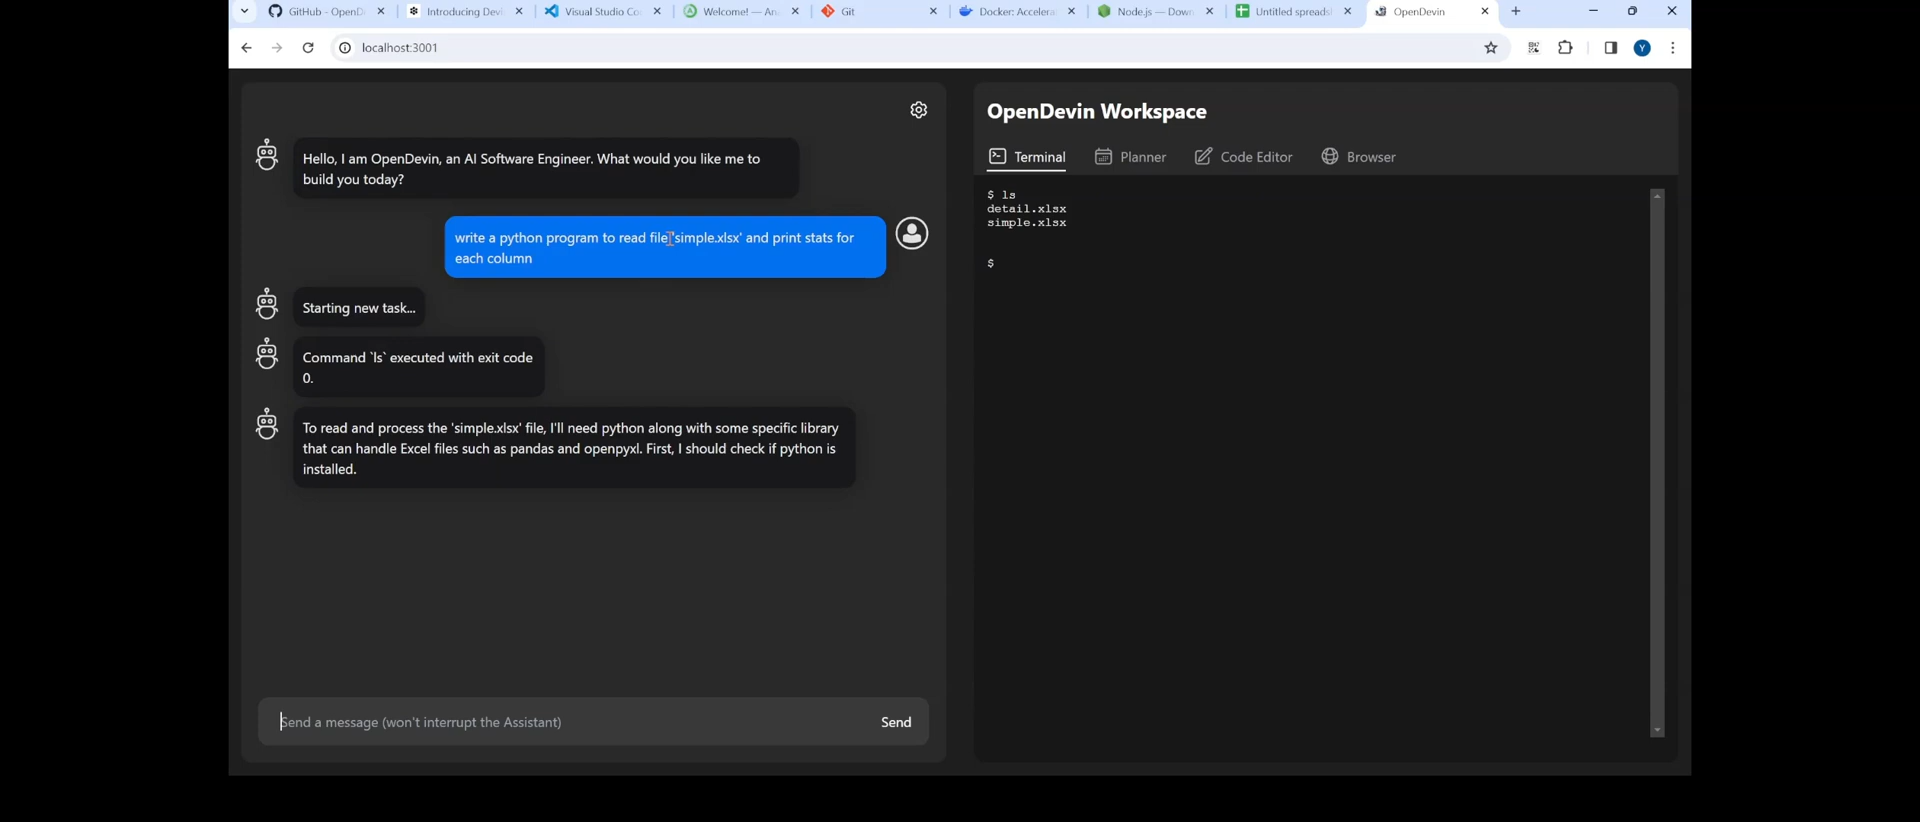 GitHub - OpenD
Introducing Devi
Visual Studio Co
Welcome! — An
Git
Docker: Accelera
Node.js — Down
Untitled spreads
OpenDevin
localhost:3001
Y
Hello, I am OpenDevin, an AI Software Engineer. What would you like me to
build you today?
write a python program to read file 'simple.xlsx' and print stats for
each column
Starting new task...
Command `ls` executed with exit code
0.
To read and process the 'simple.xlsx' file, I'll need python along with some specific library
that can handle Excel files such as pandas and openpyxl. First, I should check if python is
installed.
Send a message (won't interrupt the Assistant)
Send
OpenDevin Workspace
Terminal
Planner
Code Editor
Browser
$ ls
detail.xlsx
simple.xlsx
$